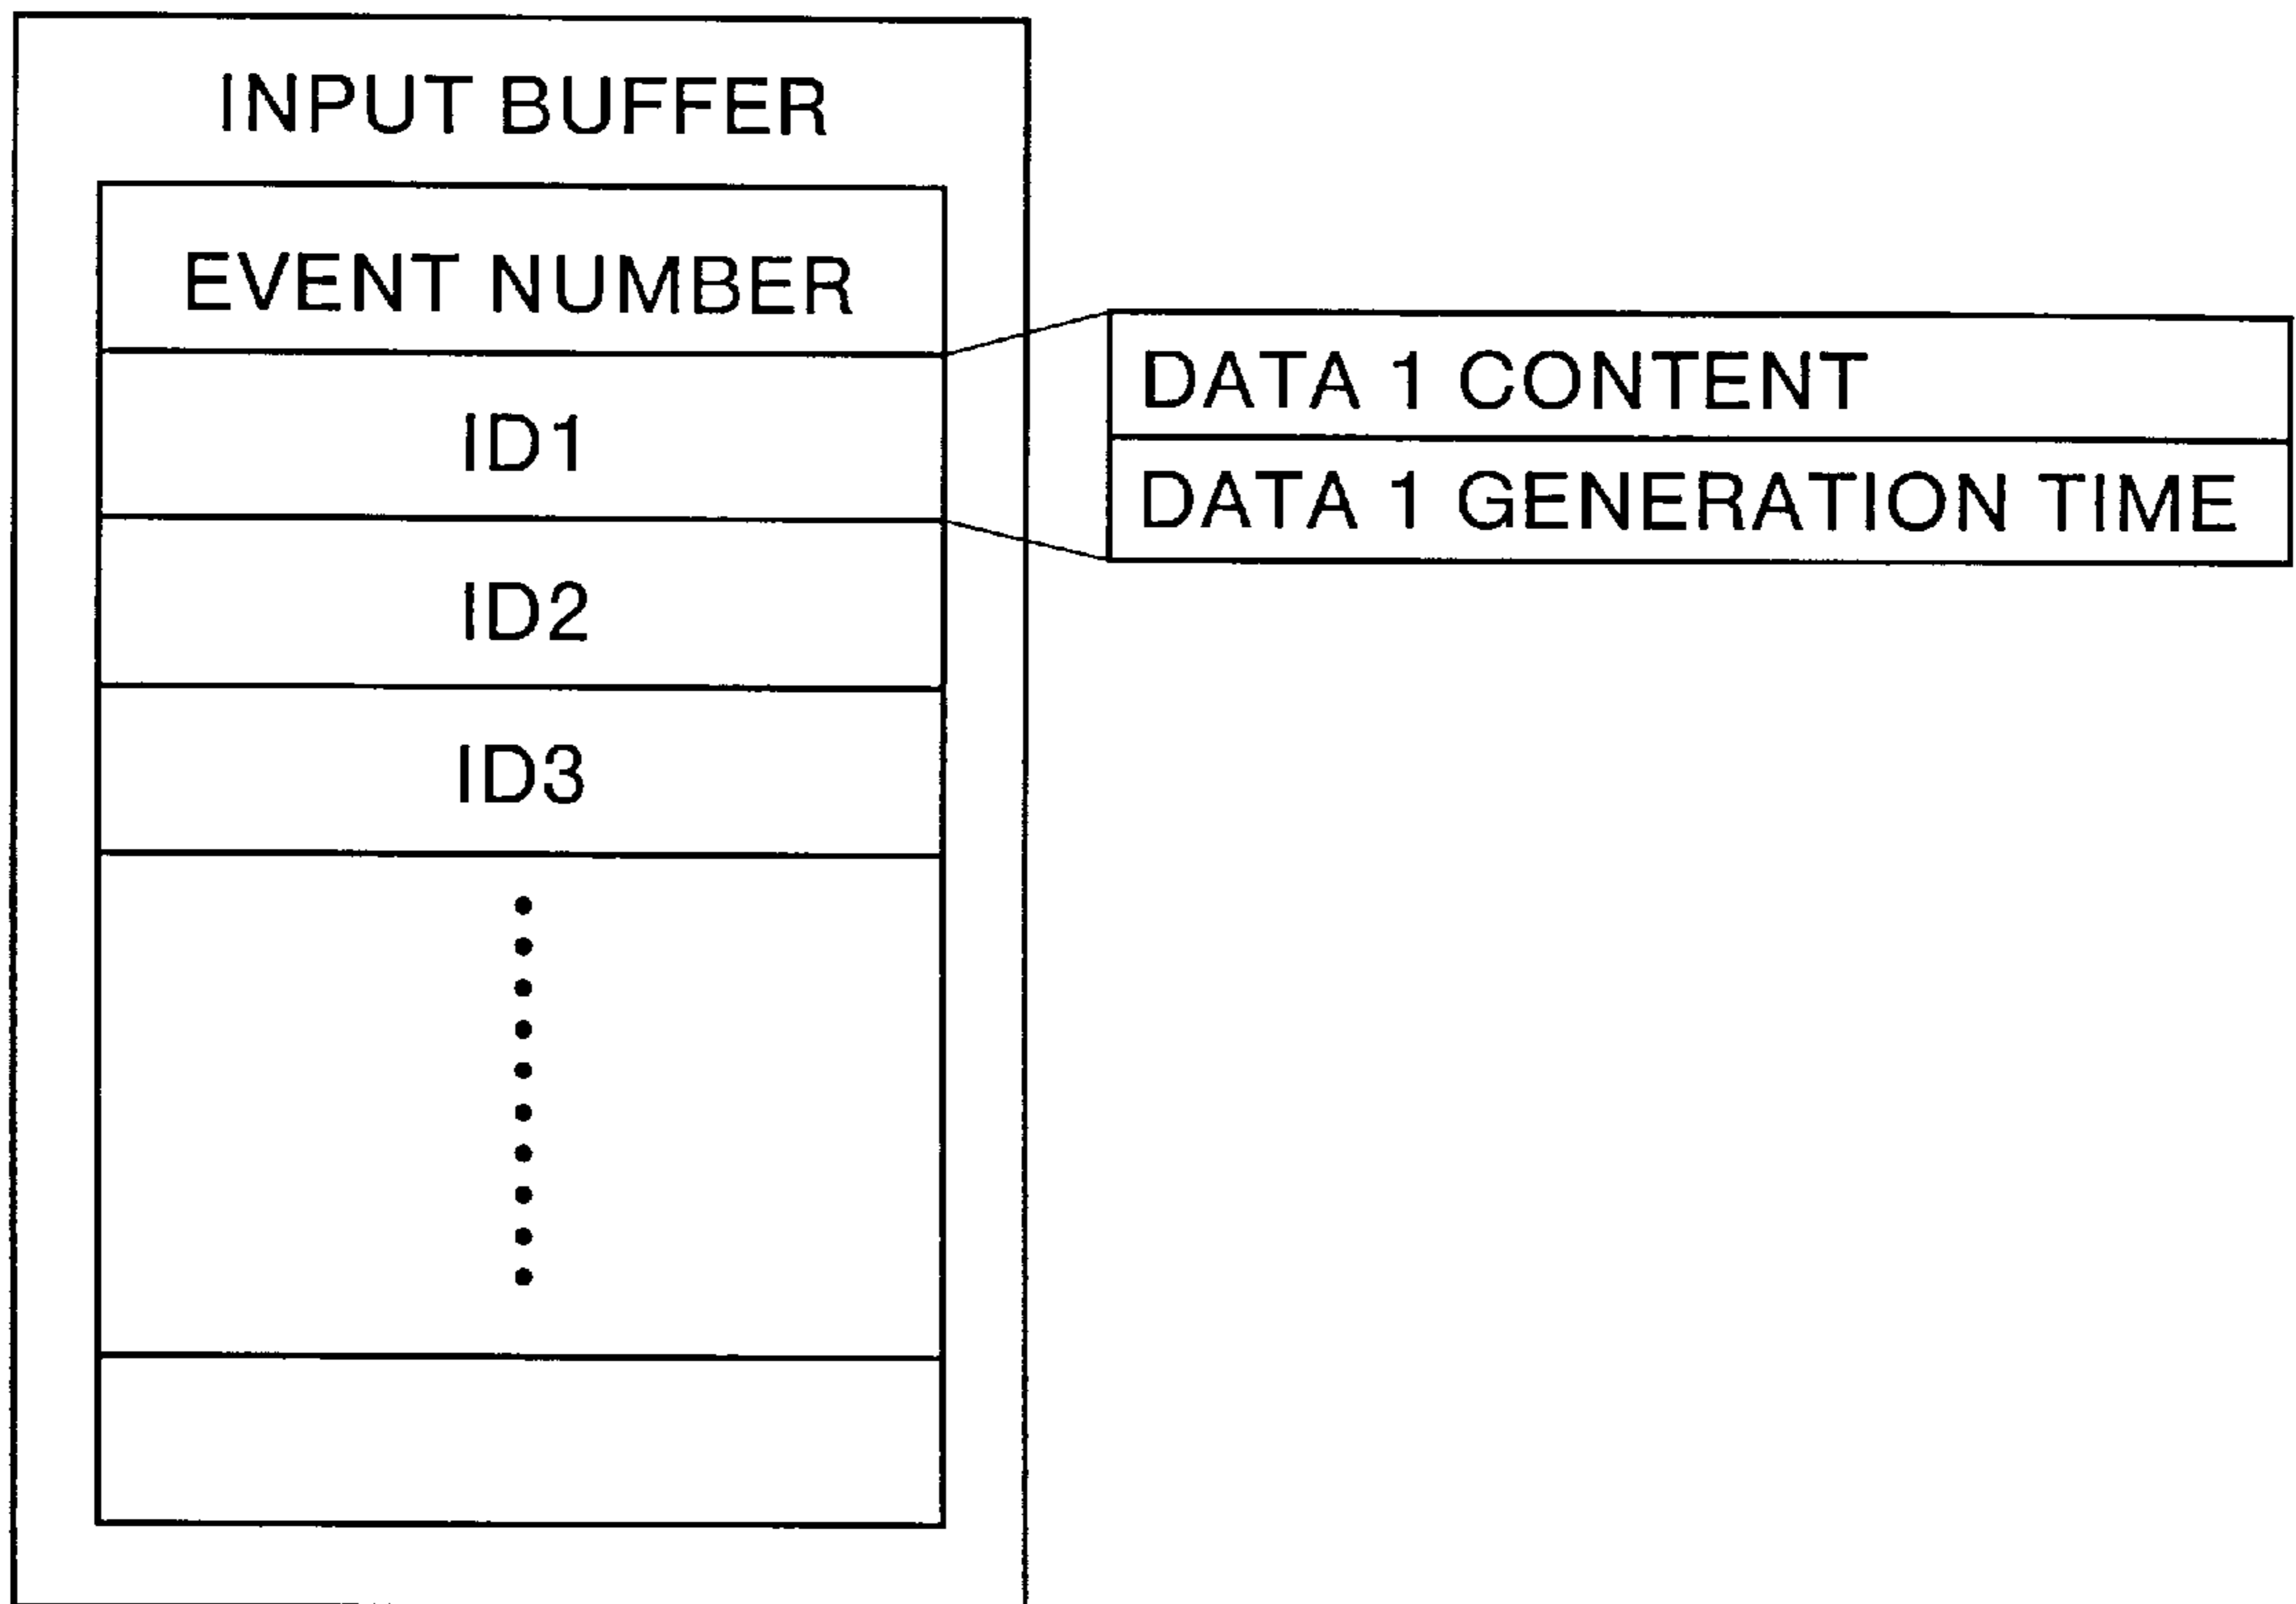 INPUT BUFFER
EVENT NUMBER
ID1
ID2
ID3
DATA 1 CONTENT
DATA 1 GENERATION TIME